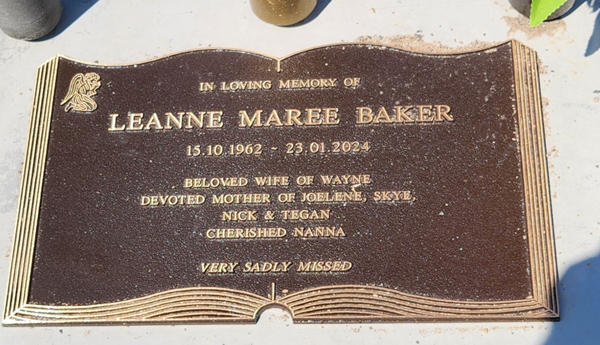 IN LOVING MEMORY OF
LEANNE MAREE BAKER
15.10.1962 ~ 23.01.2024
BELOVED WIFE OF WAYNE
DEVOTED MOTHER OF JOELENE, SKYE,
NICK & TEGAN
CHERISHED NANNA
VERY SADLY MISSED